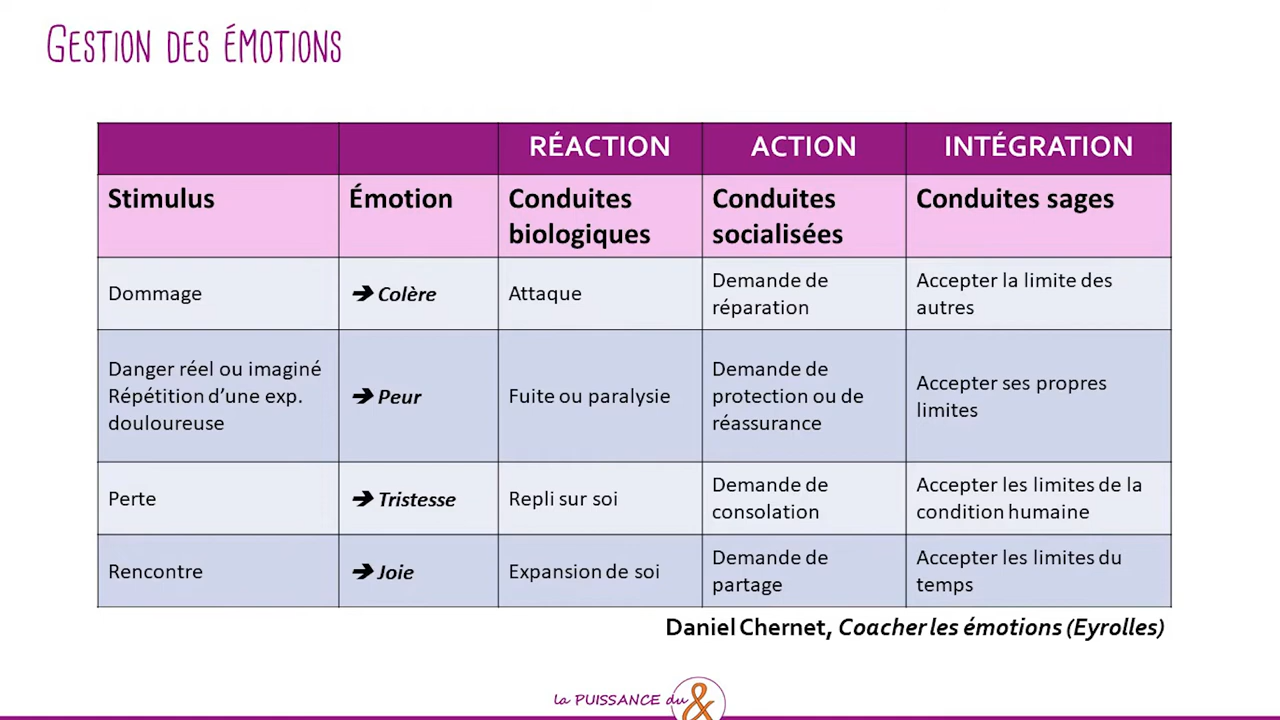 GESTION DES ÉMOTIONS
RÉACTION ACTION INTÉGRATION
Stimulus Émotion Conduites biologiques Conduites socialisées Conduites sages
Dommage ➔ Colère Attaque Demande de réparation Accepter la limite des autres
Danger réel ou imaginé Répétition d’une exp. douloureuse ➔ Peur Fuite ou paralysie Demande de protection ou de réassurance Accepter ses propres limites
Perte ➔ Tristesse Repli sur soi Demande de consolation Accepter les limites de la condition humaine
Rencontre ➔ Joie Expansion de soi Demande de partage Accepter les limites du temps
Daniel Chernet, Coacher les émotions (Eyrolles)
la PUISSANCE du &